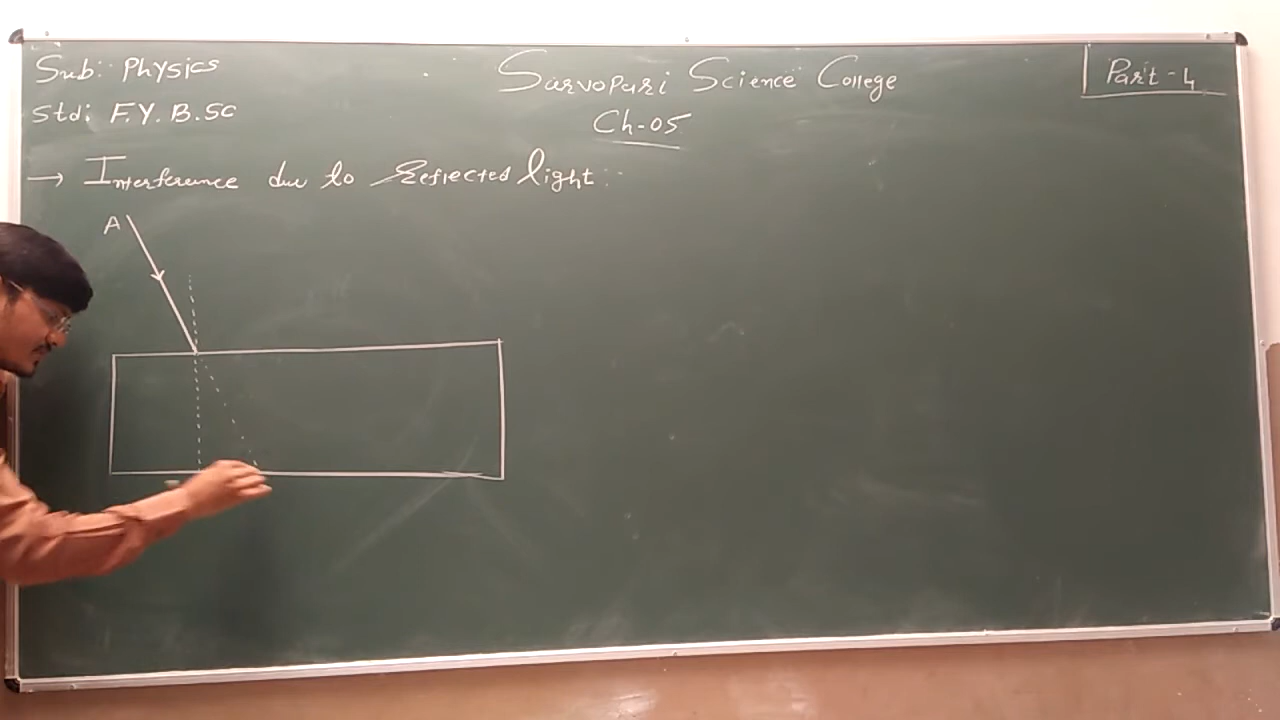 Sub: Physics
Sarvopari Science College
Part-4
Std: F.Y.B.SC
Ch-05
→ Interference due to Reflected light:-
A